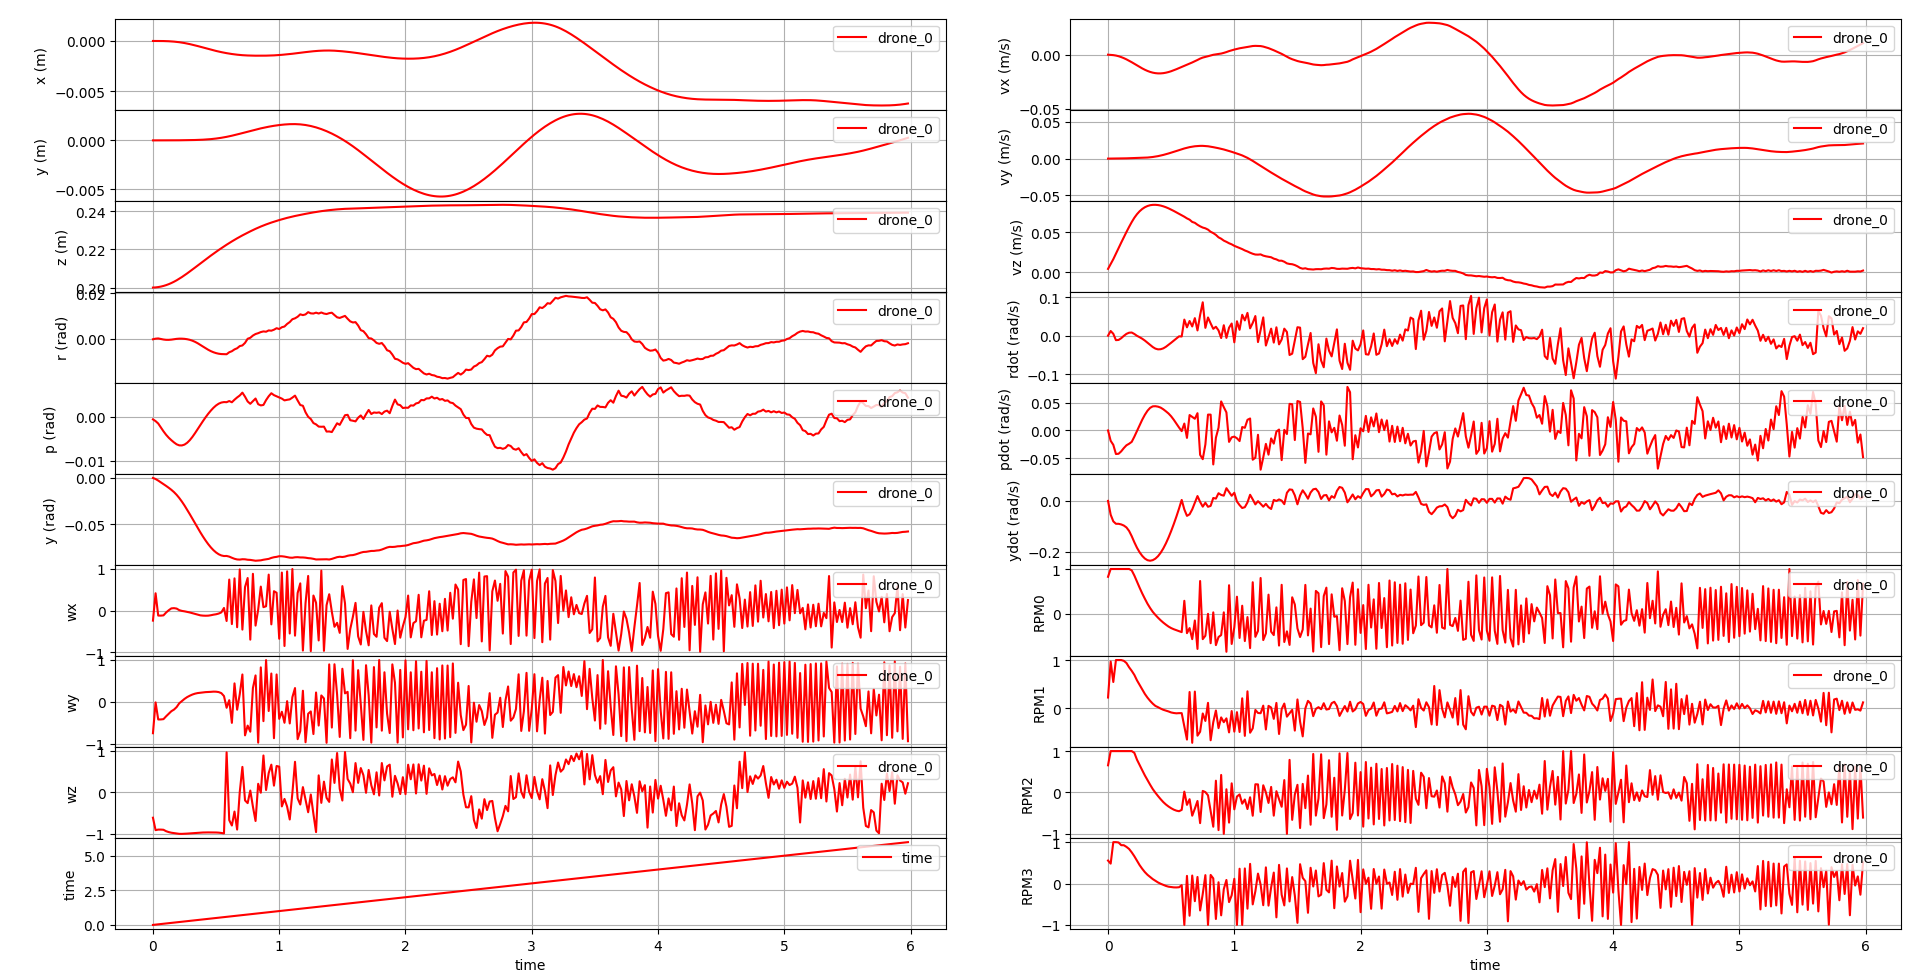 x (m)
0.000
−0.005
drone_0
y (m)
0.000
−0.005
drone_0
z (m)
0.24
0.22
0.20
drone_0
r (rad)
0.02
0.00
drone_0
p (rad)
0.00
−0.01
drone_0
y (rad)
0.00
−0.05
drone_0
wx
1
0
−1
drone_0
wy
1
0
−1
drone_0
wz
1
0
−1
drone_0
time
5.0
2.5
0.0
time
0 1 2 3 4 5 6
time
vx (m/s)
0.00
−0.05
drone_0
vy (m/s)
0.05
0.00
−0.05
drone_0
vz (m/s)
0.05
0.00
drone_0
rdot (rad/s)
0.1
0.0
−0.1
drone_0
pdot (rad/s)
0.05
0.00
−0.05
drone_0
ydot (rad/s)
0.0
−0.2
drone_0
RPM0
1
0
drone_0
RPM1
1
0
drone_0
RPM2
1
0
−1
drone_0
RPM3
1
0
−1
drone_0
0 1 2 3 4 5 6
time